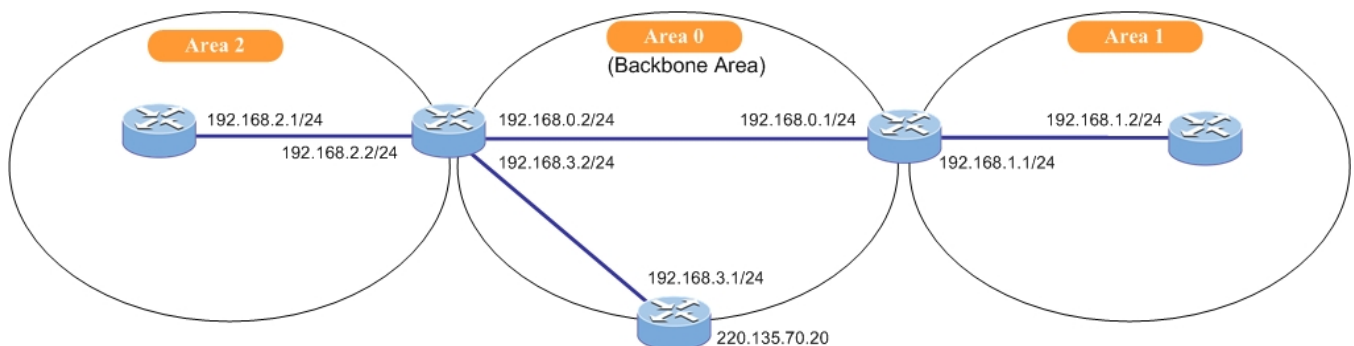 Area 2
Area 0
Area 1
(Backbone Area)
192.168.2.1/24
192.168.0.2/24
192.168.0.1/24
192.168.1.2/24
192.168.2.2/24
192.168.3.2/24
192.168.1.1/24
192.168.3.1/24
220.135.70.20